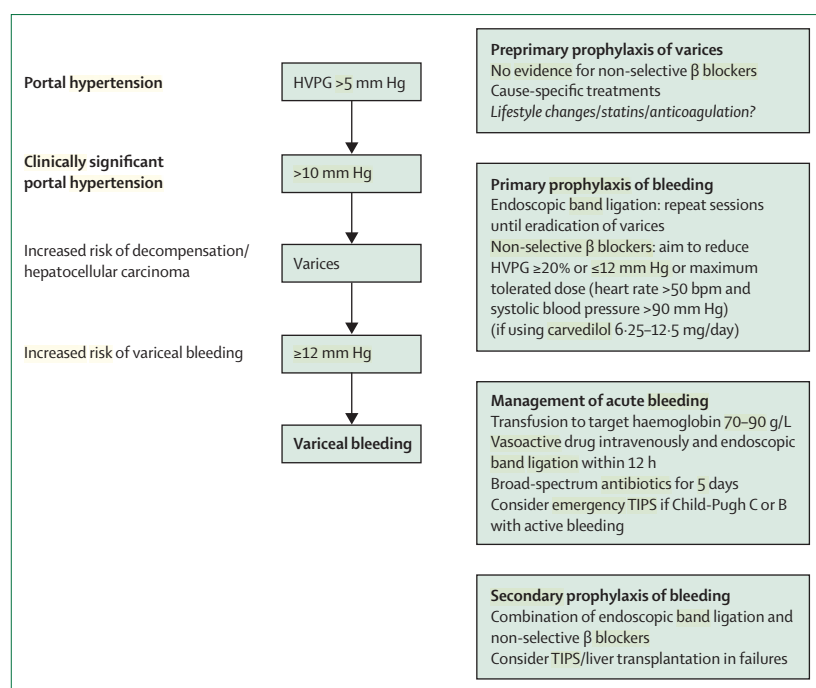 Portal hypertension
HVPG >5 mm Hg
Clinically significant
portal hypertension
>10 mm Hg
Increased risk of decompensation/
hepatocellular carcinoma
Varices
Increased risk of variceal bleeding
≥12 mm Hg
Variceal bleeding
Preprimary prophylaxis of varices
No evidence for non-selective β blockers
Cause-specific treatments
Lifestyle changes/statins/anticoagulation?
Primary prophylaxis of bleeding
Endoscopic band ligation: repeat sessions
until eradication of varices
Non-selective β blockers: aim to reduce
HVPG ≥20% or ≤12 mm Hg or maximum
tolerated dose (heart rate >50 bpm and
systolic blood pressure >90 mm Hg)
(if using carvedilol 6·25–12·5 mg/day)
Management of acute bleeding
Transfusion to target haemoglobin 70–90 g/L
Vasoactive drug intravenously and endoscopic
band ligation within 12 h
Broad-spectrum antibiotics for 5 days
Consider emergency TIPS if Child-Pugh C or B
with active bleeding
Secondary prophylaxis of bleeding
Combination of endoscopic band ligation and
non-selective β blockers
Consider TIPS/liver transplantation in failures